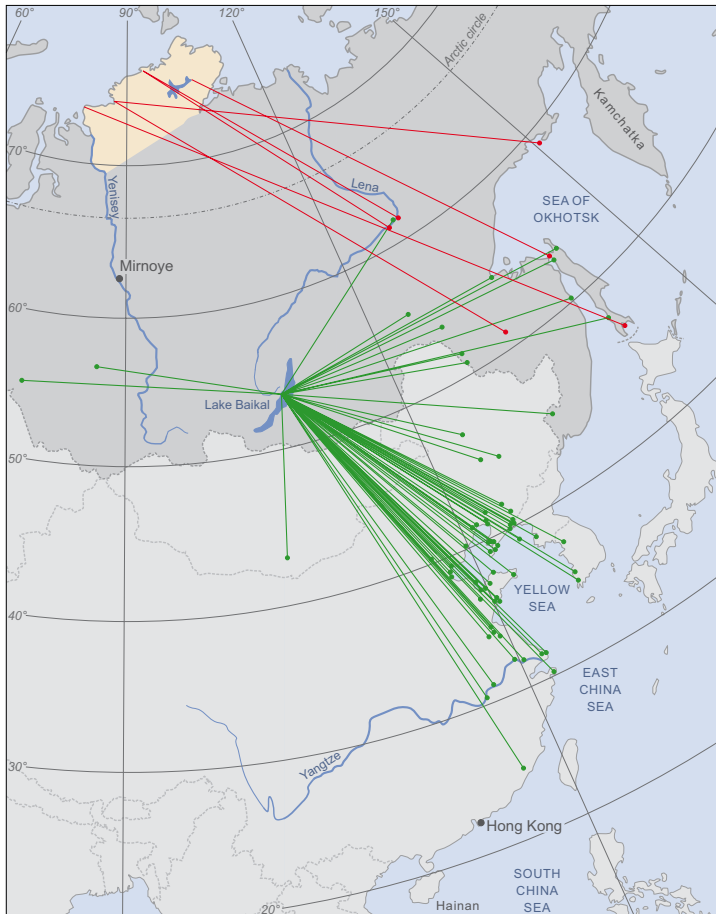 60°
90°
120°
150°
Arctic circle
Kamchatka
70°
Yenisey
Lena
SEA OF
OKHOTSK
Mirnoye
60°
Lake Baikal
50°
40°
YELLOW
SEA
EAST
CHINA
SEA
30°
Yangtze
Hong Kong
SOUTH
CHINA
SEA
20°
Hainan